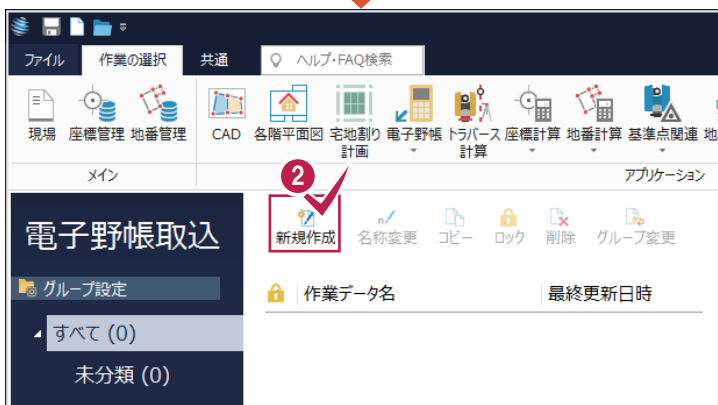 ファイル 作業の選択 共通 ヘルプ・FAQ検索
現場 座標管理 地番管理 CAD 各階平面図 宅地割り計画 電子野帳 トラバース計算 座標計算 地番計算 基準点関連 地
メイン アプリケーション
2
電子野帳取込
新規作成 名称変更 コピー ロック 削除 グループ変更
グループ設定
作業データ名 最終更新日時
すべて (0)
未分類 (0)